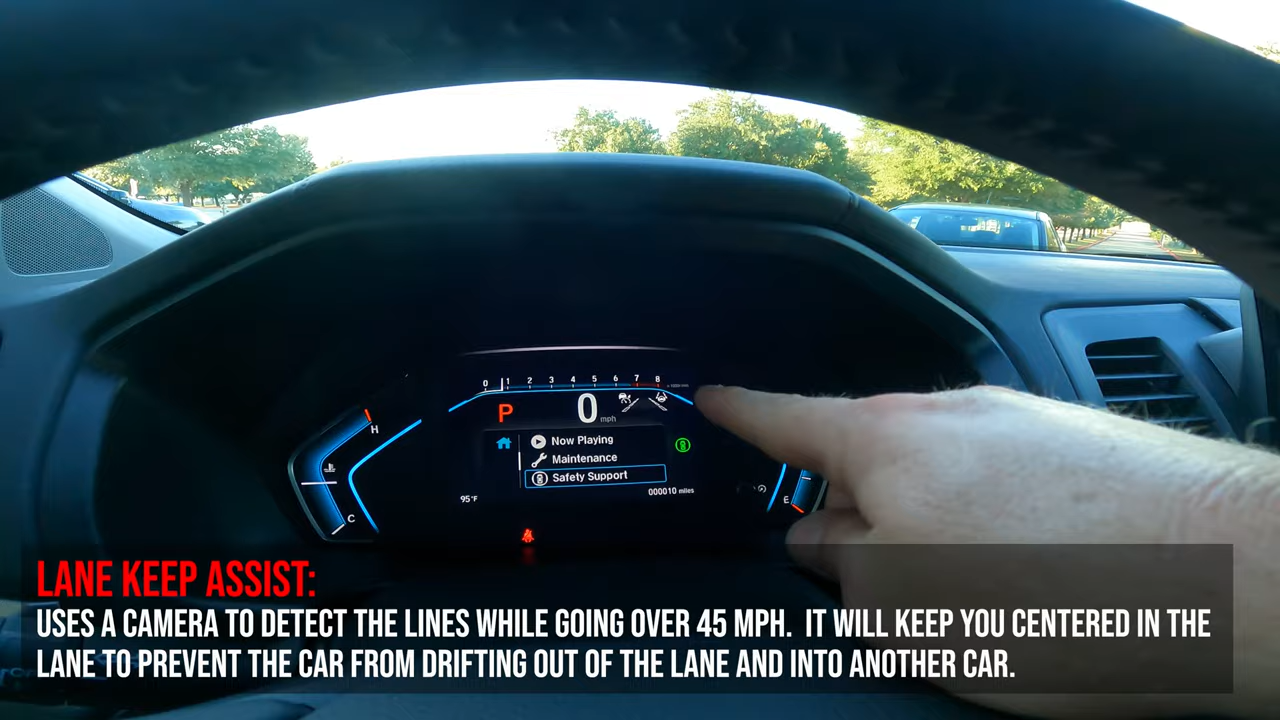 0 1 2 3 4 5 6 7 8
P 0 mph
H
Now Playing
Maintenance
Safety Support
95°F
000010 miles
C
E
LANE KEEP ASSIST:
USES A CAMERA TO DETECT THE LINES WHILE GOING OVER 45 MPH. IT WILL KEEP YOU CENTERED IN THE
LANE TO PREVENT THE CAR FROM DRIFTING OUT OF THE LANE AND INTO ANOTHER CAR.